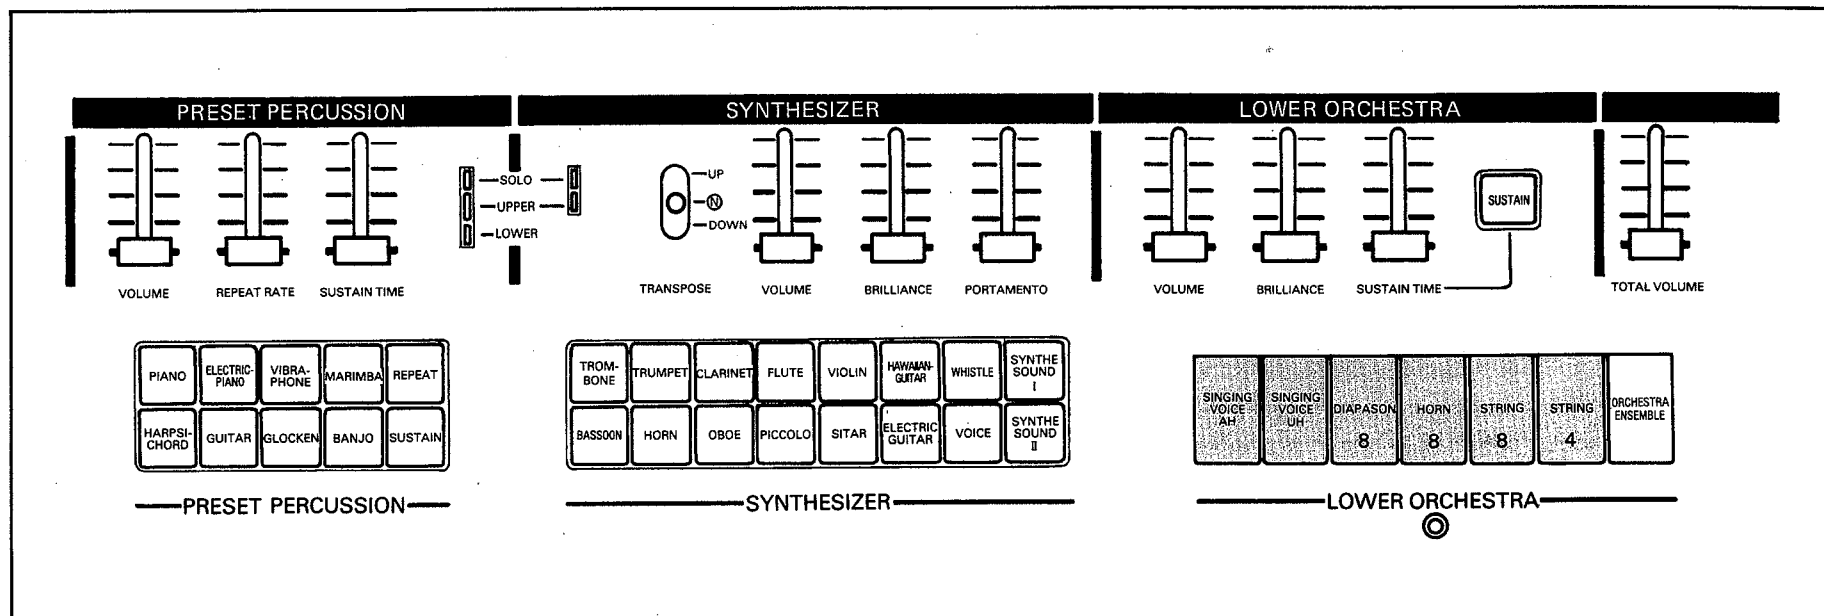 PRESET PERCUSSION
SYNTHESIZER
LOWER ORCHESTRA
SOLO
UPPER
LOWER
UP
N
DOWN
SUSTAIN
VOLUME
REPEAT RATE
SUSTAIN TIME
TRANSPOSE
VOLUME
BRILLIANCE
PORTAMENTO
VOLUME
BRILLIANCE
SUSTAIN TIME
TOTAL VOLUME
PIANO
ELECTRIC-
PIANO
VIBRA-
PHONE
MARIMBA
REPEAT
HARPSI-
CHORD
GUITAR
GLOCKEN
BANJO
SUSTAIN
PRESET PERCUSSION
TROM-
BONE
TRUMPET
CLARINET
FLUTE
VIOLIN
HAWAIIAN-
GUITAR
WHISTLE
SYNTHE
SOUND
I
BASSOON
HORN
OBOE
PICCOLO
SITAR
ELECTRIC
GUITAR
VOICE
SYNTHE
SOUND
II
SYNTHESIZER
SINGING
VOICE
AH
SINGING
VOICE
UH
DIAPASON
8
HORN
8
STRING
8
STRING
4
ORCHESTRA
ENSEMBLE
LOWER ORCHESTRA